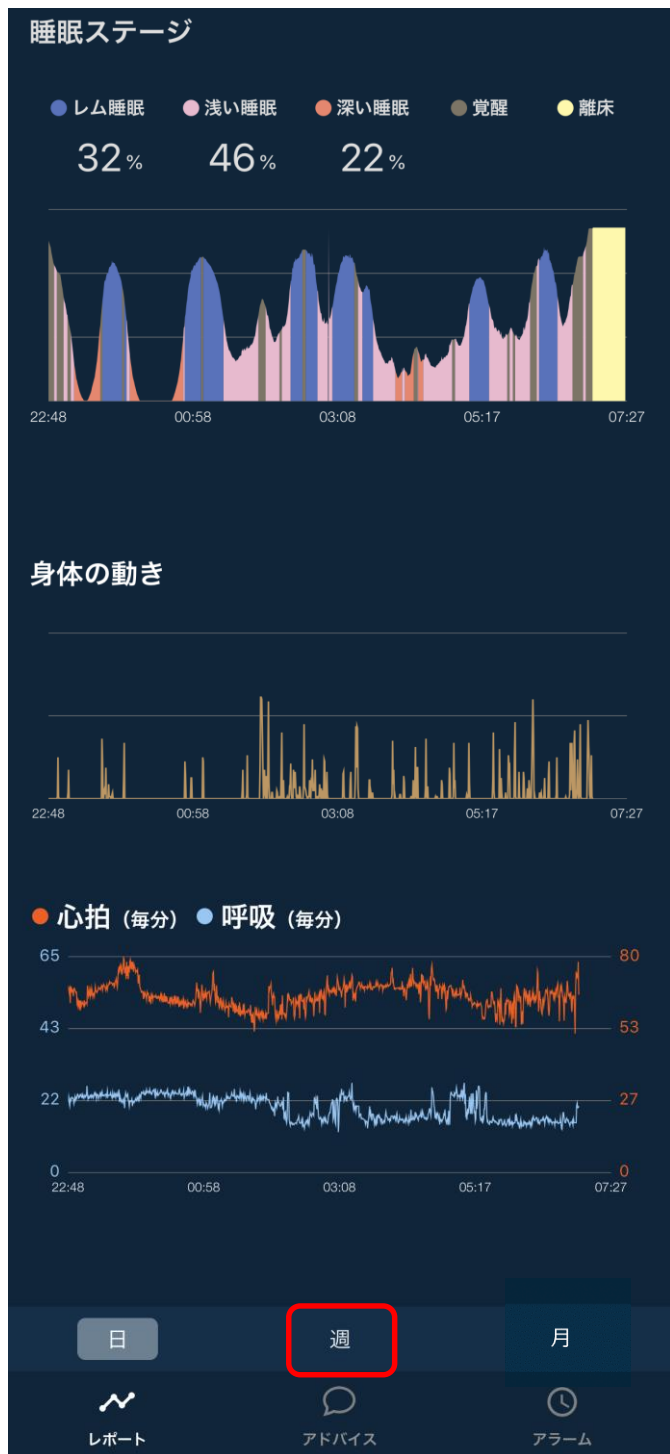 睡眠ステージ
レム睡眠 浅い睡眠 深い睡眠 覚醒 離床
32% 46% 22%
22:48 00:58 03:08 05:17 07:27
身体の動き
22:48 00:58 03:08 05:17 07:27
心拍（毎分） 呼吸（毎分）
65 80
43 53
22 27
0 0
22:48 00:58 03:08 05:17 07:27
日 週 月
レポート アドバイス アラーム